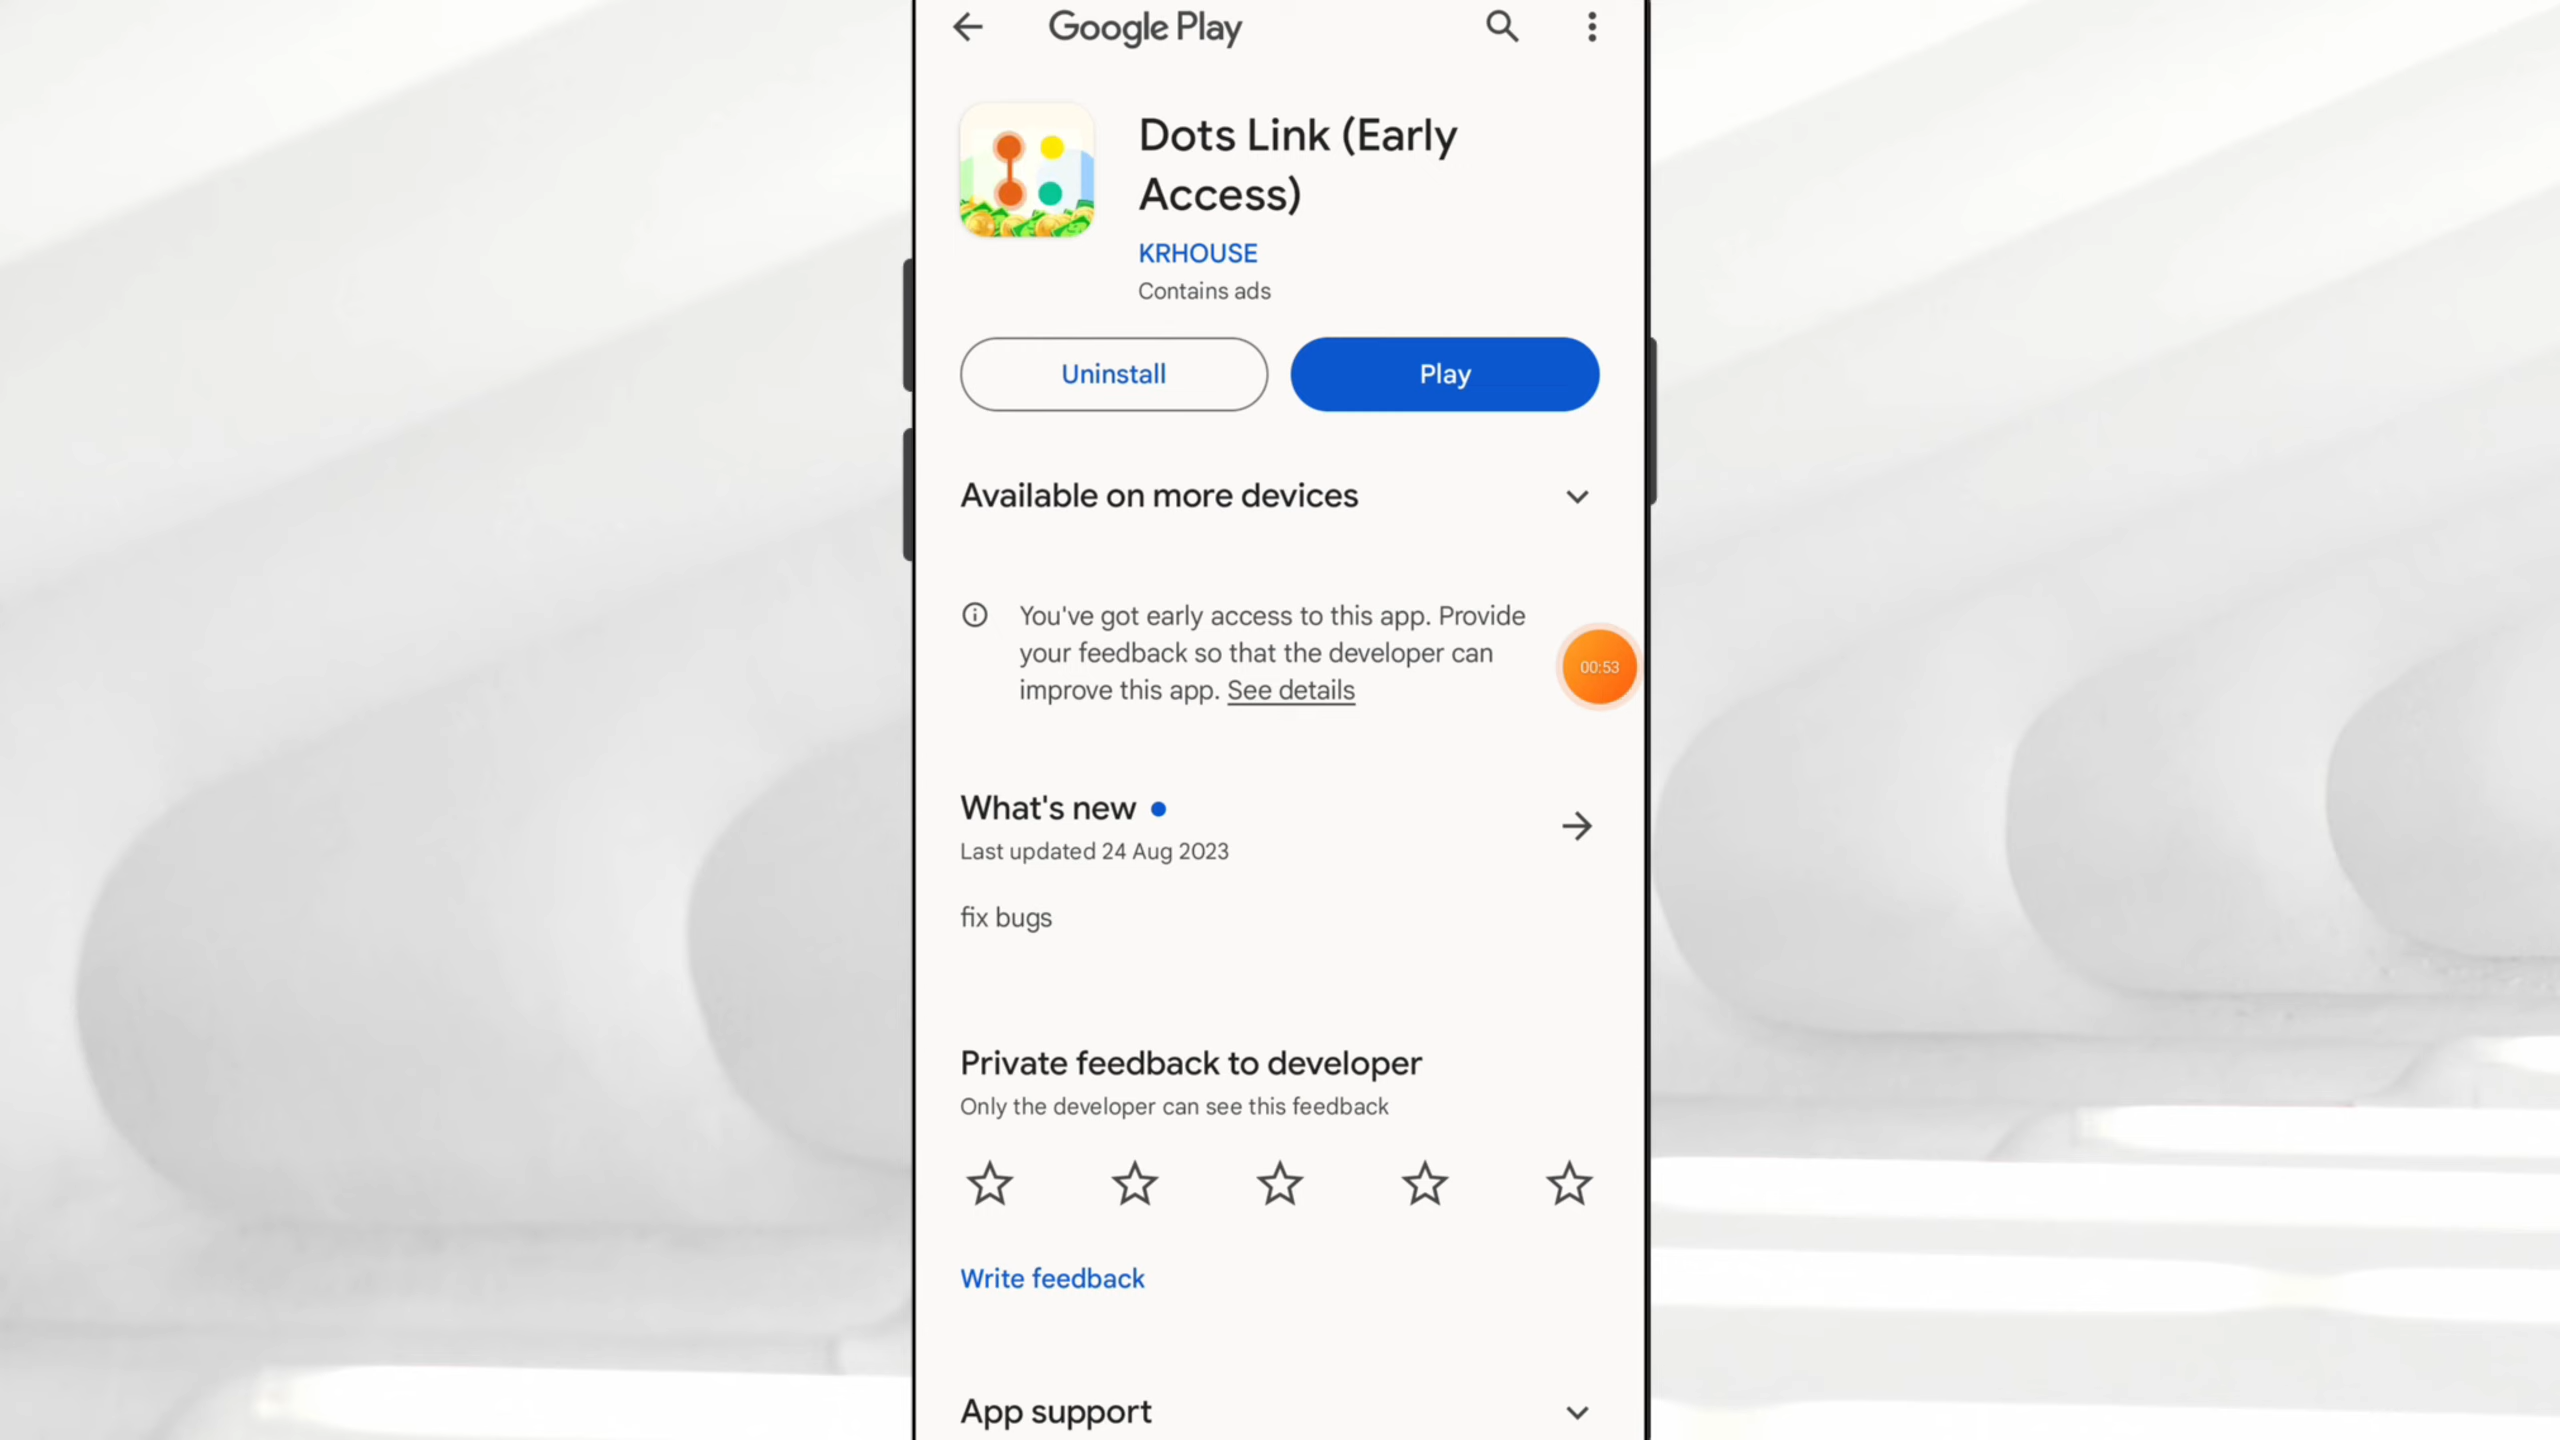 Google Play
Dots Link (Early
Access)
KRHOUSE
Contains ads
Uninstall
Play
Available on more devices
You've got early access to this app. Provide
your feedback so that the developer can
improve this app. See details
00:53
What's new
Last updated 24 Aug 2023
fix bugs
Private feedback to developer
Only the developer can see this feedback
Write feedback
App support